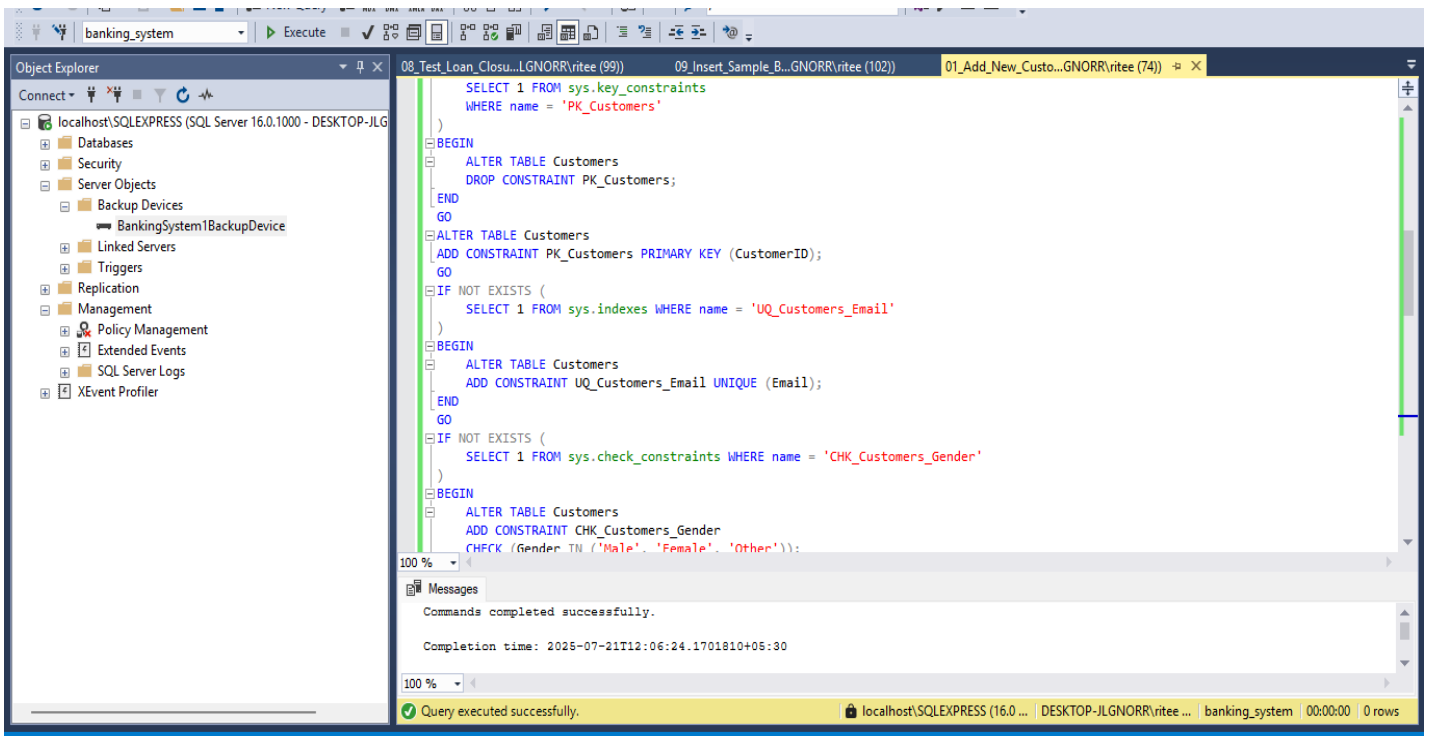 banking_system
Execute
Object Explorer
08_Test_Loan_Closu...LGNORR\ritee (99))
09_Insert_Sample_B...GNORR\ritee (102))
01_Add_New_Custo...GNORR\ritee (74))
Connect
localhost\SQLEXPRESS (SQL Server 16.0.1000 - DESKTOP-JLG
Databases
Security
Server Objects
Backup Devices
BankingSystem1BackupDevice
Linked Servers
Triggers
Replication
Management
Policy Management
Extended Events
SQL Server Logs
XEvent Profiler
SELECT 1 FROM sys.key_constraints
WHERE name = 'PK_Customers'
)
BEGIN
ALTER TABLE Customers
DROP CONSTRAINT PK_Customers;
END
GO
ALTER TABLE Customers
ADD CONSTRAINT PK_Customers PRIMARY KEY (CustomerID);
GO
IF NOT EXISTS (
SELECT 1 FROM sys.indexes WHERE name = 'UQ_Customers_Email'
)
BEGIN
ALTER TABLE Customers
ADD CONSTRAINT UQ_Customers_Email UNIQUE (Email);
END
GO
IF NOT EXISTS (
SELECT 1 FROM sys.check_constraints WHERE name = 'CHK_Customers_Gender'
)
BEGIN
ALTER TABLE Customers
ADD CONSTRAINT CHK_Customers_Gender
CHECK (Gender IN ('Male', 'Female', 'Other'));
100 %
Messages
Commands completed successfully.
Completion time: 2025-07-21T12:06:24.1701810+05:30
100 %
Query executed successfully.
localhost\SQLEXPRESS (16.0 ...
DESKTOP-JLGNORR\ritee ...
banking_system
00:00:00
0 rows